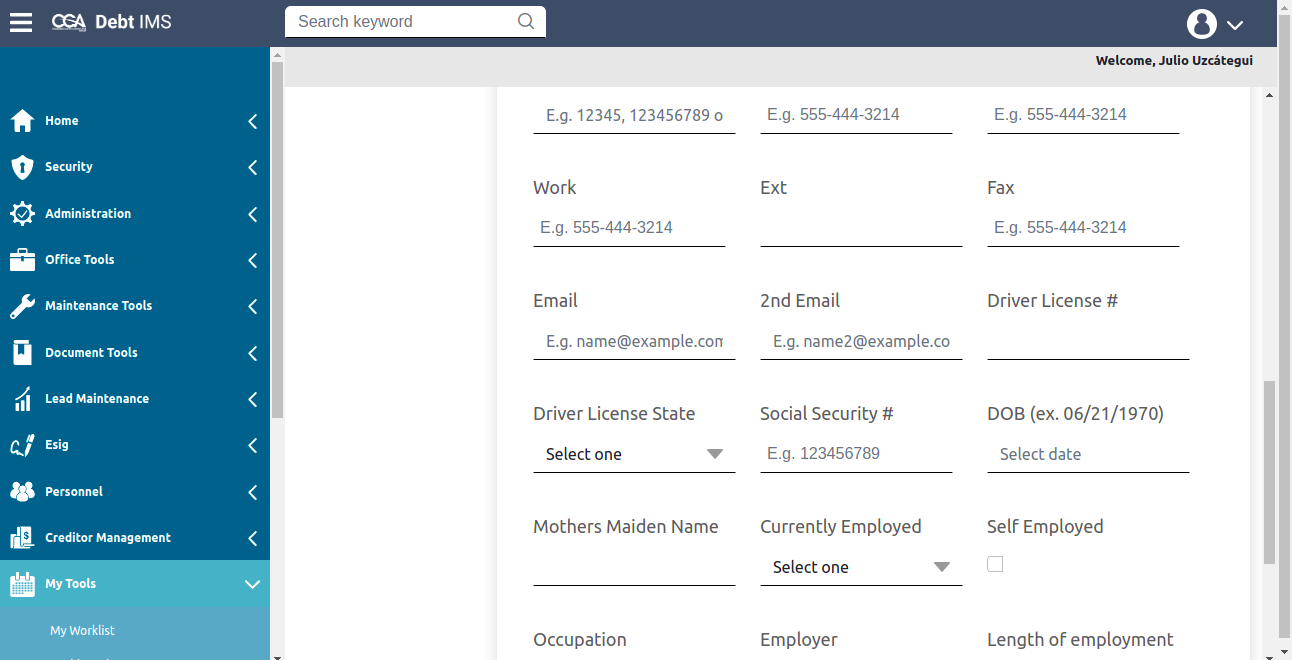 CGA Debt IMS
Search keyword
Welcome, Julio Uzcátegui
Home
Security
Administration
Office Tools
Maintenance Tools
Document Tools
Lead Maintenance
Esig
Personnel
Creditor Management
My Tools
My Worklist
E.g. 12345, 123456789 o
E.g. 555-444-3214
E.g. 555-444-3214
Work
Ext
Fax
E.g. 555-444-3214
E.g. 555-444-3214
Email
2nd Email
Driver License #
E.g. name@example.com
E.g. name2@example.co
Driver License State
Social Security #
DOB (ex. 06/21/1970)
Select one
E.g. 123456789
Select date
Mothers Maiden Name
Currently Employed
Self Employed
Select one
Occupation
Employer
Length of employment